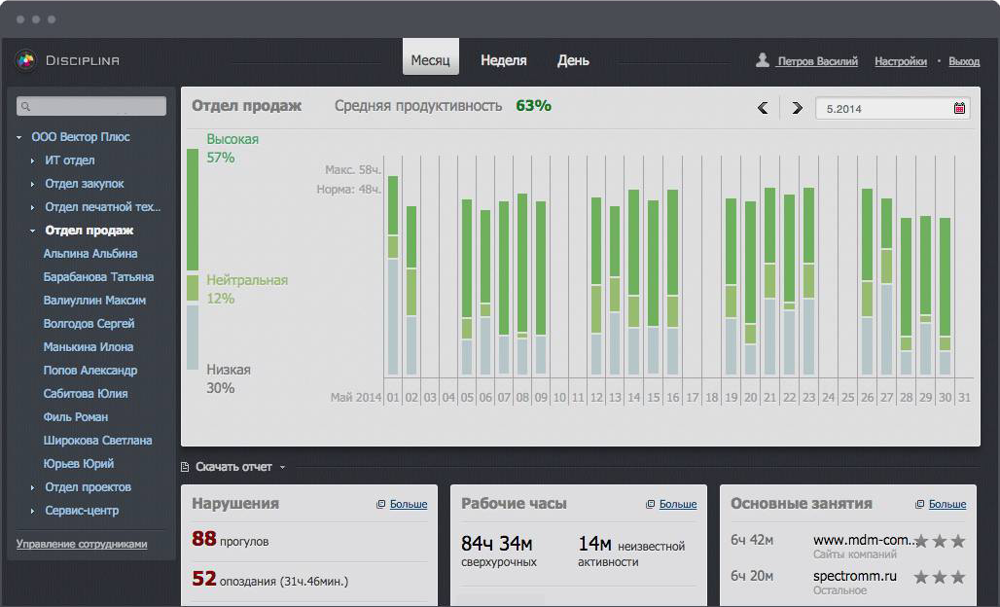 DISCIPLINA
Месяц
Неделя
День
Петров Василий
Настройки
•
Выход
ООО Вектор Плюс
ИТ отдел
Отдел закупок
Отдел печатной тех...
Отдел продаж
Альпина Альбина
Барабанова Татьяна
Валиуллин Максим
Волгодов Сергей
Манькина Илона
Попов Александр
Сабитова Юлия
Филь Роман
Широкова Светлана
Юрьев Юрий
Отдел проектов
Сервис-центр
Управление сотрудниками
Отдел продаж
Средняя продуктивность 63%
5.2014
Высокая
57%
Макс. 58ч.
Норма: 48ч.
Нейтральная
12%
Низкая
30%
Май 2014 01 02 03 04 05 06 07 08 09 10 11 12 13 14 15 16 17 18 19 20 21 22 23 24 25 26 27 28 29 30 31
Скачать отчет
Нарушения
Больше
88 прогулов
52 опоздания (31ч.46мин.)
Рабочие часы
Больше
84ч 34м
сверхурочных
14м неизвестной
активности
Основные занятия
Больше
6ч 42м
www.mdm-com...
Сайты компаний
6ч 20м
spectromm.ru
Остальное